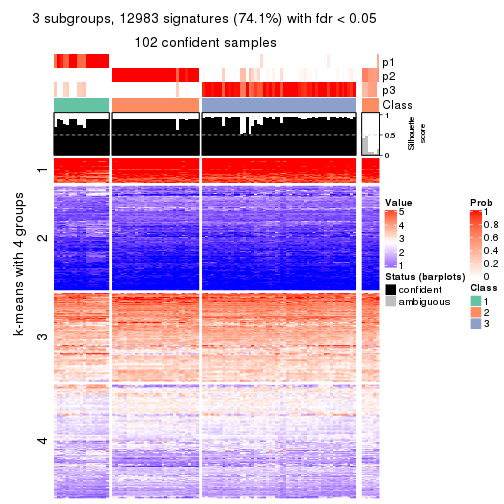 3 subgroups, 12983 signatures (74.1%) with fdr < 0.05
102 confident samples
p1
p2
p3
Class
1
0.5
0
Silhouette
score
k-means with 4 groups
1
2
3
4
Value
5
4
3
2
1
Status (barplots)
confident
ambiguous
Prob
1
0.8
0.6
0.4
0.2
0
Class
1
2
3